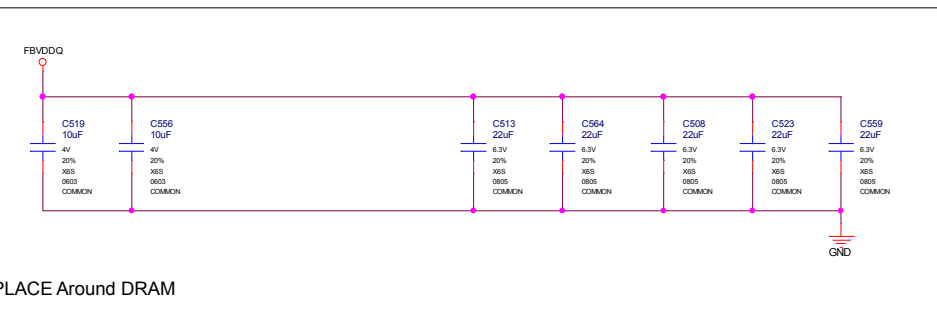 FBVDDQ
C519
10uF
4V
20%
X6S
0603
COMMON
C556
10uF
4V
20%
X6S
0603
COMMON
C513
22uF
6.3V
20%
X6S
0805
COMMON
C564
22uF
6.3V
20%
X6S
0805
COMMON
C508
22uF
6.3V
20%
X6S
0805
COMMON
C523
22uF
6.3V
20%
X6S
0805
COMMON
C559
22uF
6.3V
20%
X6S
0805
COMMON
GND
PLACE Around DRAM